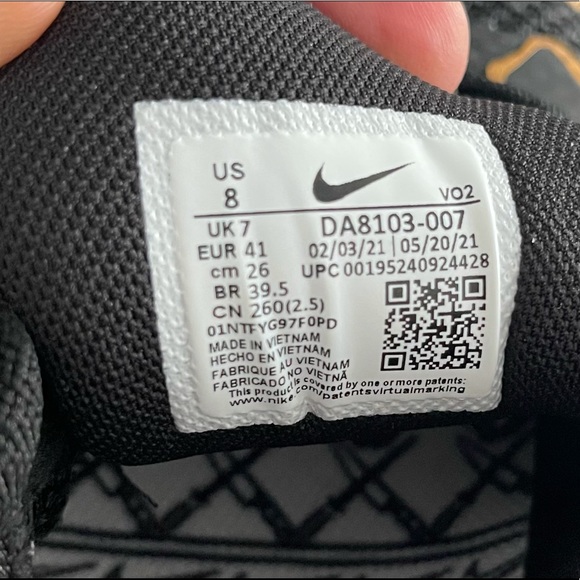 US
8
VO2
UK 7
DA8103-007
EUR 41
02/03/21 | 05/20/21
cm 26
UPC 00195240924428
BR 39.5
CN 260(2.5)
01NTFYG97F0PD
MADE IN VIETNAM
HECHO EN VIETNAM
FABRIQUE AU VIETNAM
FABRICADO NO VIETNÃ
This product is covered by one or more patents:
www.nike.com/patentsvirtualmarking